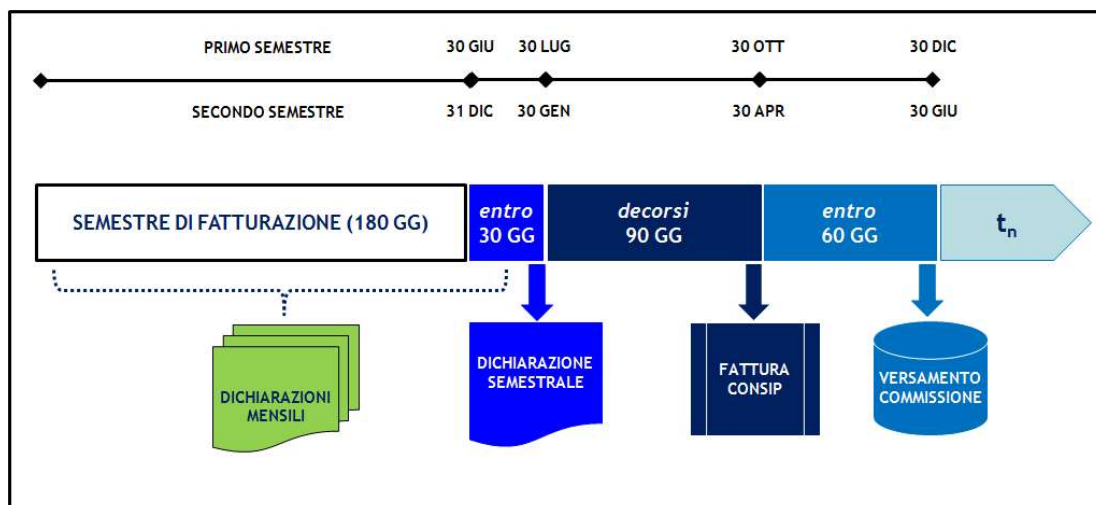 PRIMO SEMESTRE 30 GIU 30 LUG 30 OTT 30 DIC
SECONDO SEMESTRE 31 DIC 30 GEN 30 APR 30 GIU
SEMESTRE DI FATTURAZIONE (180 GG)
entro
30 GG
decorsi
90 GG
entro
60 GG
tn
DICHIARAZIONI
MENSILI
DICHIARAZIONE
SEMESTRALE
FATTURA
CONSIP
VERSAMENTO
COMMISSIONE